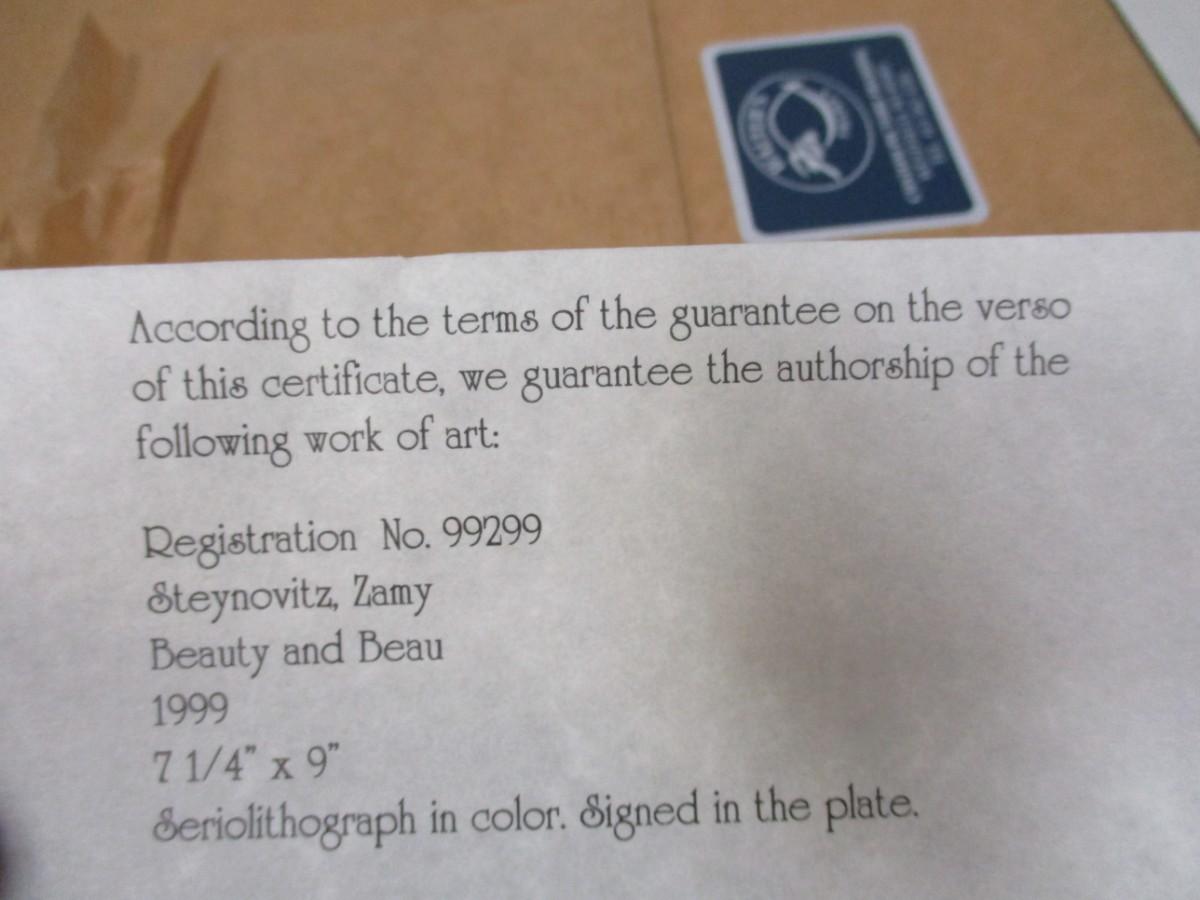 According to the terms of the guarantee on the verso
of this certificate, we guarantee the authorship of the
following work of art:
Registration No. 99299
Steynovitz, Zamy
Beauty and Beau
1999
7 1/4" x 9"
Seriolithograph in color. Signed in the plate.